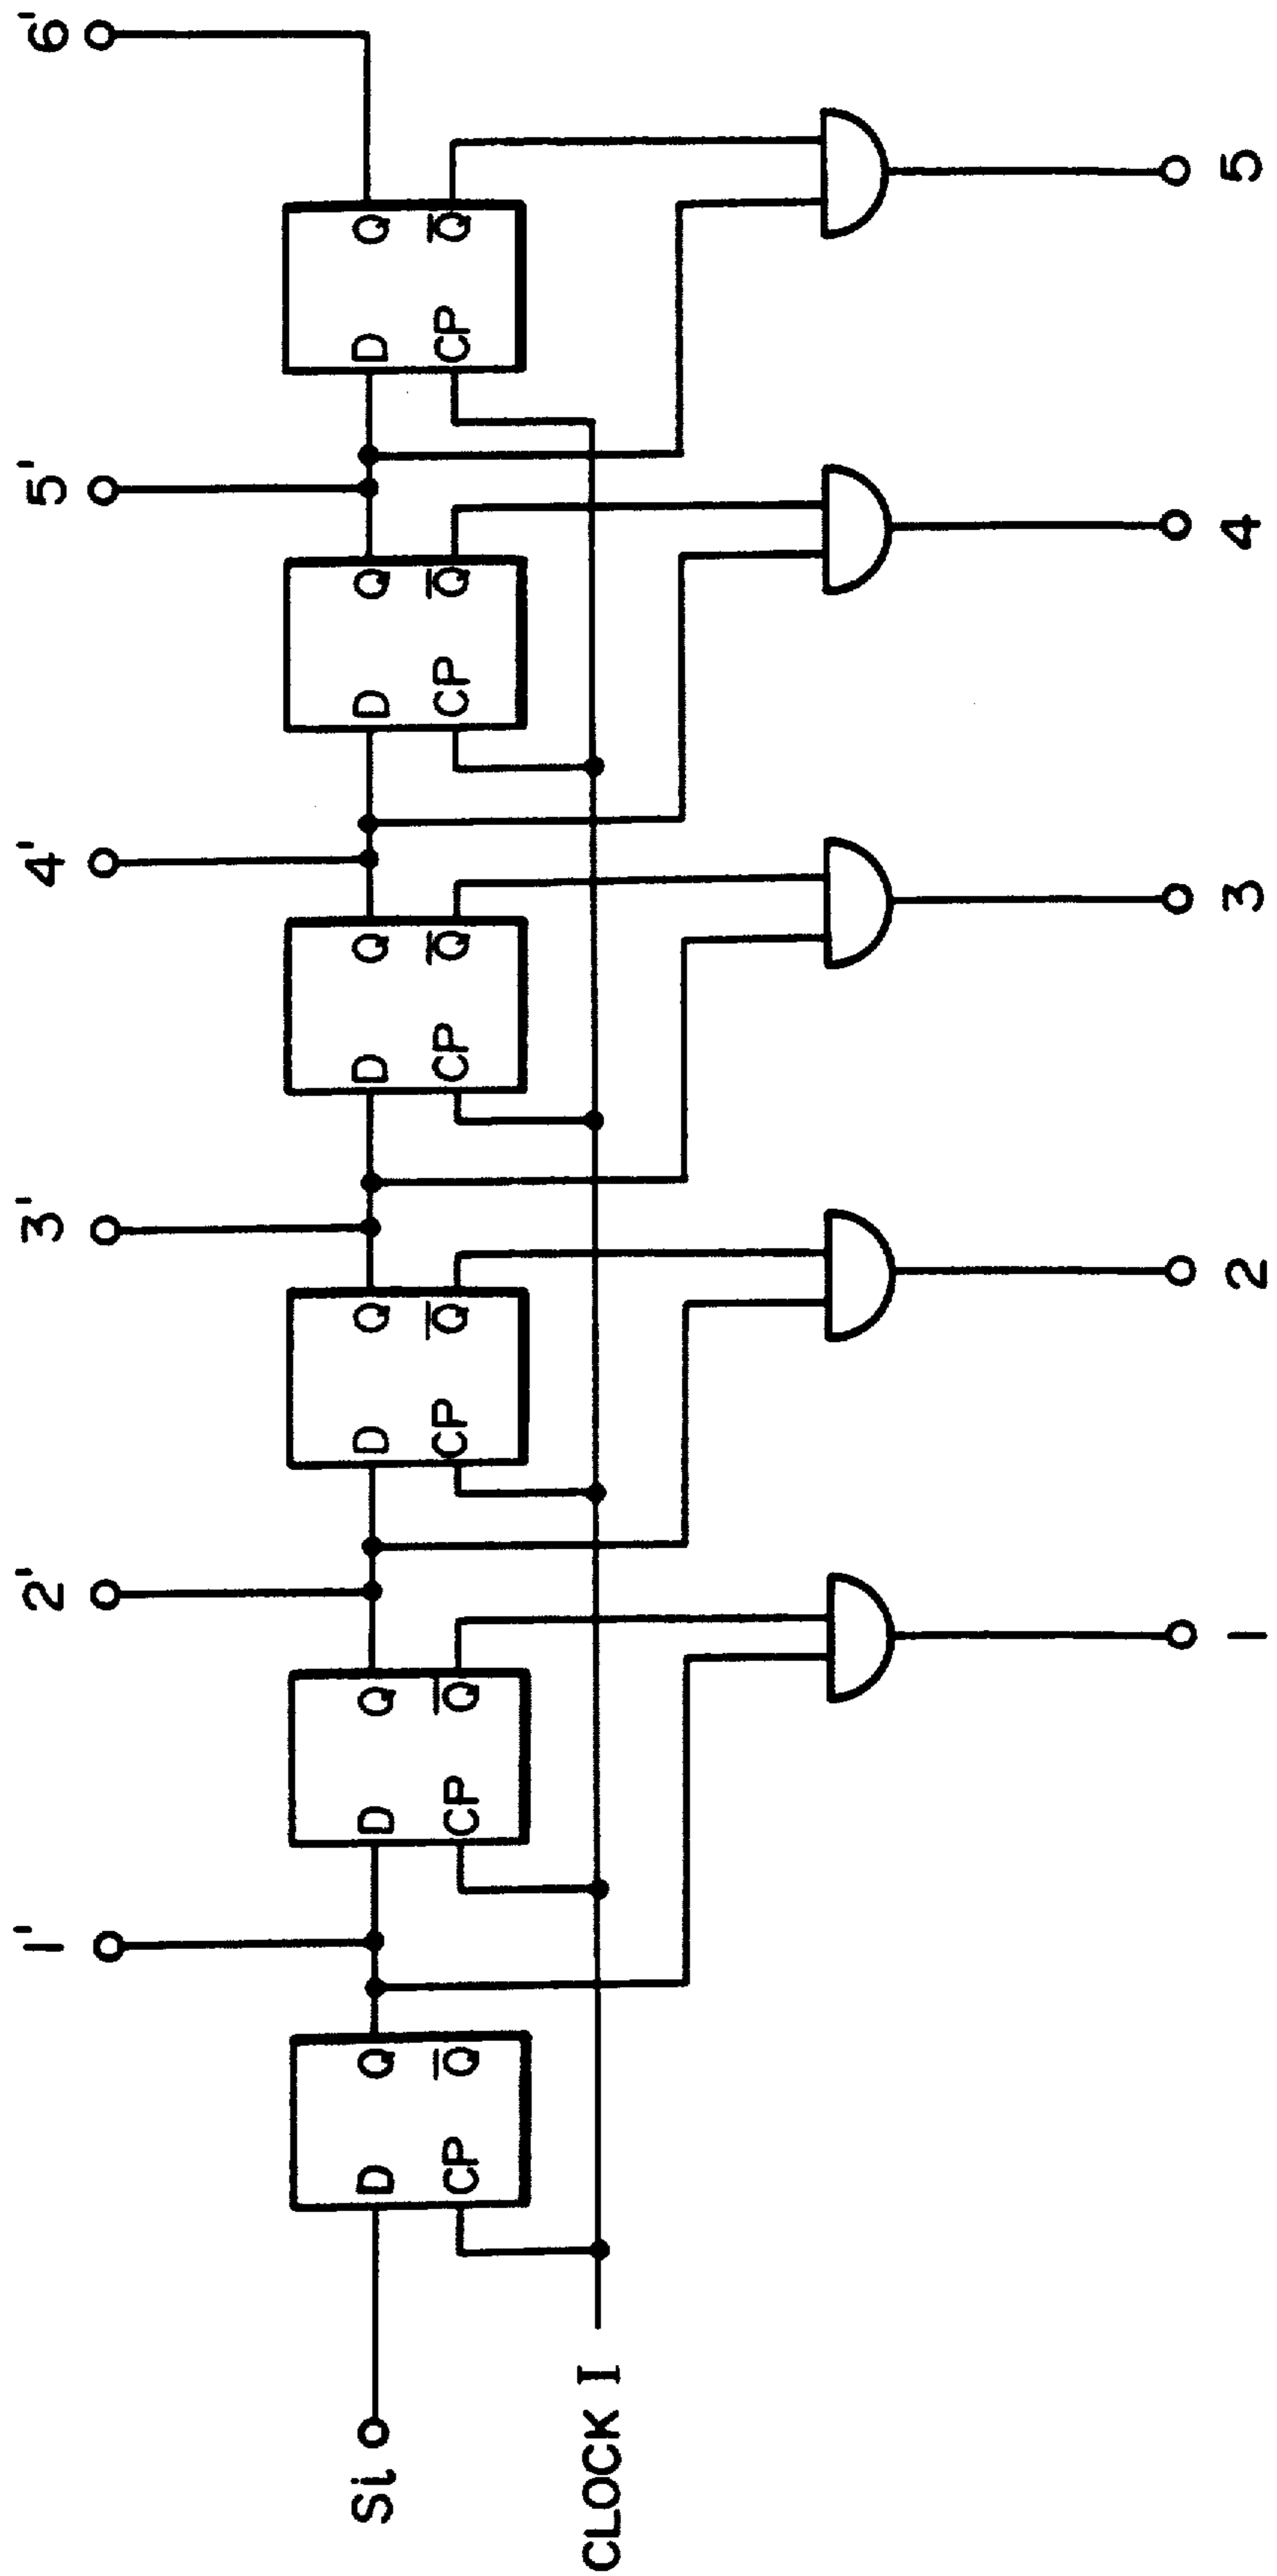 1' 2' 3' 4' 5' 6'
Si D Q D Q D Q D Q D Q D Q
CP Q̅ CP Q̅ CP Q̅ CP Q̅ CP Q̅ CP Q̅
CLOCK I
1 2 3 4 5